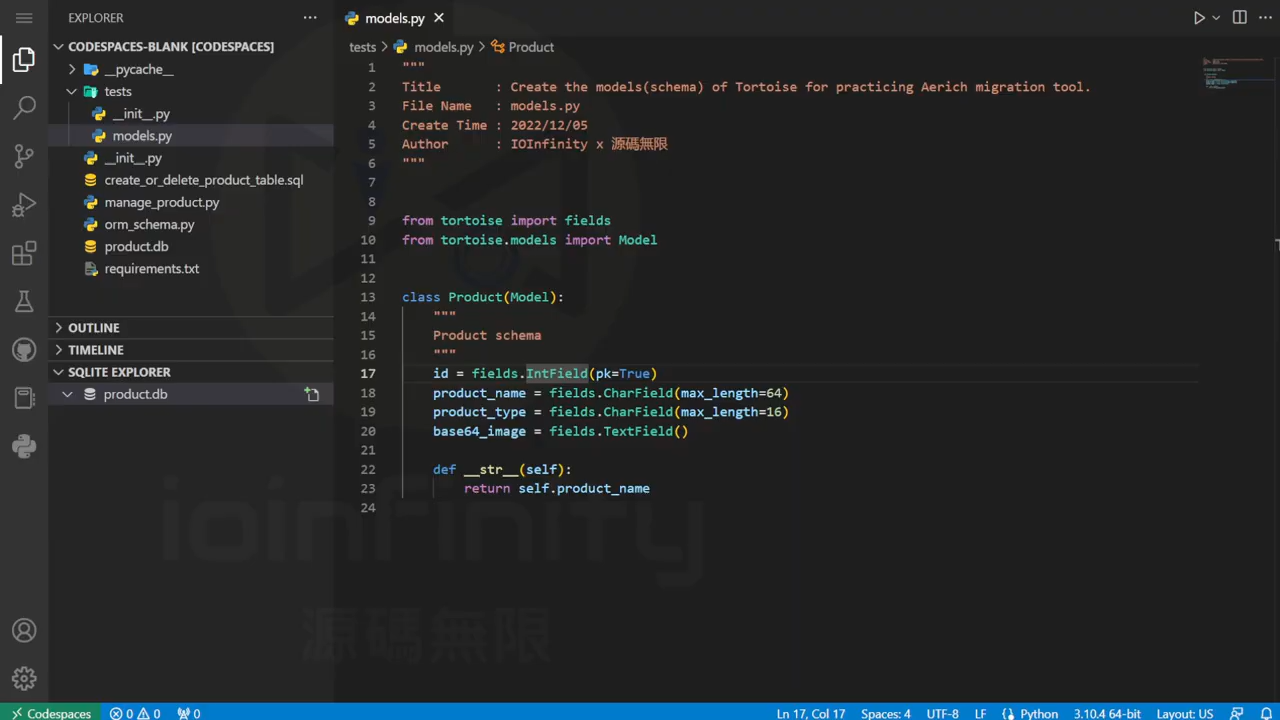 EXPLORER
CODESPACES-BLANK [CODESPACES]
__pycache__
tests
__init__.py
models.py
__init__.py
create_or_delete_product_table.sql
manage_product.py
orm_schema.py
product.db
requirements.txt
OUTLINE
TIMELINE
SQLITE EXPLORER
product.db
models.py
tests > models.py > Product
1 """
2 Title : Create the models(schema) of Tortoise for practicing Aerich migration tool.
3 File Name : models.py
4 Create Time : 2022/12/05
5 Author : IOInfinity x 源碼無限
6 """
7
8
9 from tortoise import fields
10 from tortoise.models import Model
11
12
13 class Product(Model):
14 """
15 Product schema
16 """
17 id = fields.IntField(pk=True)
18 product_name = fields.CharField(max_length=64)
19 product_type = fields.CharField(max_length=16)
20 base64_image = fields.TextField()
21
22 def __str__(self):
23 return self.product_name
24
ioinfinity
源碼無限
Codespaces 0 0 0 Ln 17, Col 17 Spaces: 4 UTF-8 LF Python 3.10.4 64-bit Layout: US